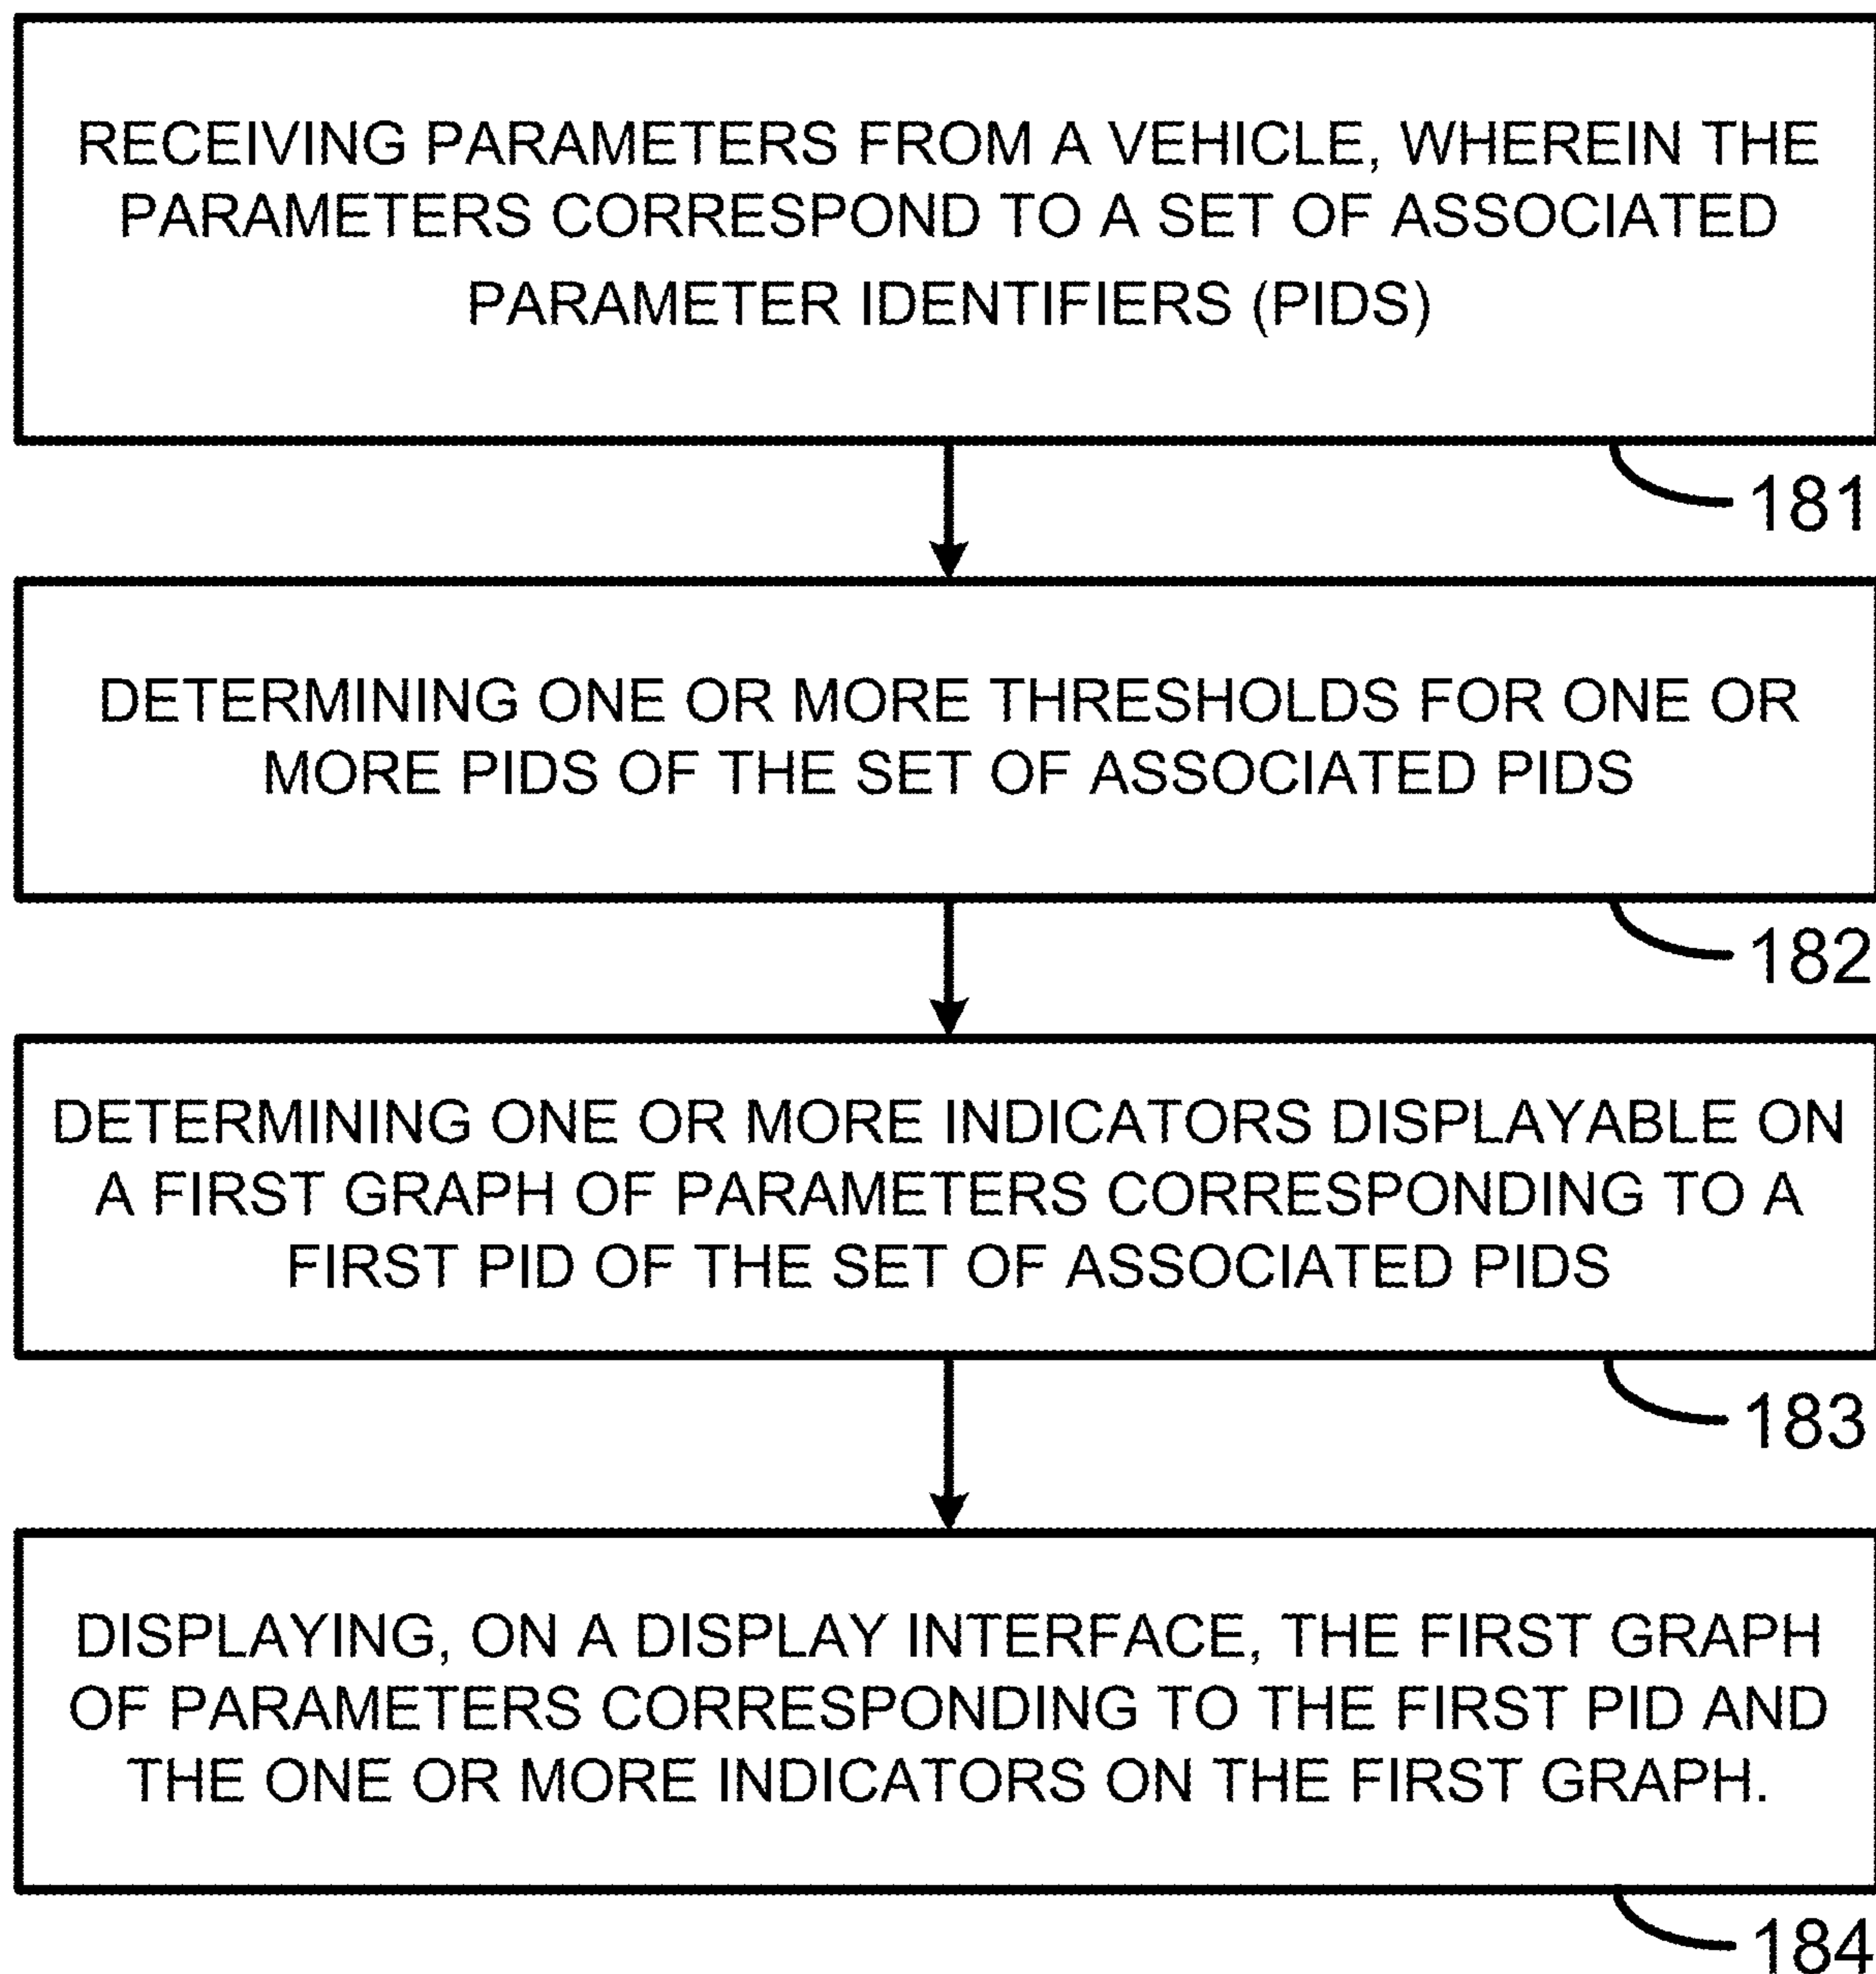 RECEIVING PARAMETERS FROM A VEHICLE, WHEREIN THE
PARAMETERS CORRESPOND TO A SET OF ASSOCIATED
PARAMETER IDENTIFIERS (PIDS)
181
DETERMINING ONE OR MORE THRESHOLDS FOR ONE OR
MORE PIDS OF THE SET OF ASSOCIATED PIDS
182
DETERMINING ONE OR MORE INDICATORS DISPLAYABLE ON
A FIRST GRAPH OF PARAMETERS CORRESPONDING TO A
FIRST PID OF THE SET OF ASSOCIATED PIDS
183
DISPLAYING, ON A DISPLAY INTERFACE, THE FIRST GRAPH
OF PARAMETERS CORRESPONDING TO THE FIRST PID AND
THE ONE OR MORE INDICATORS ON THE FIRST GRAPH.
184